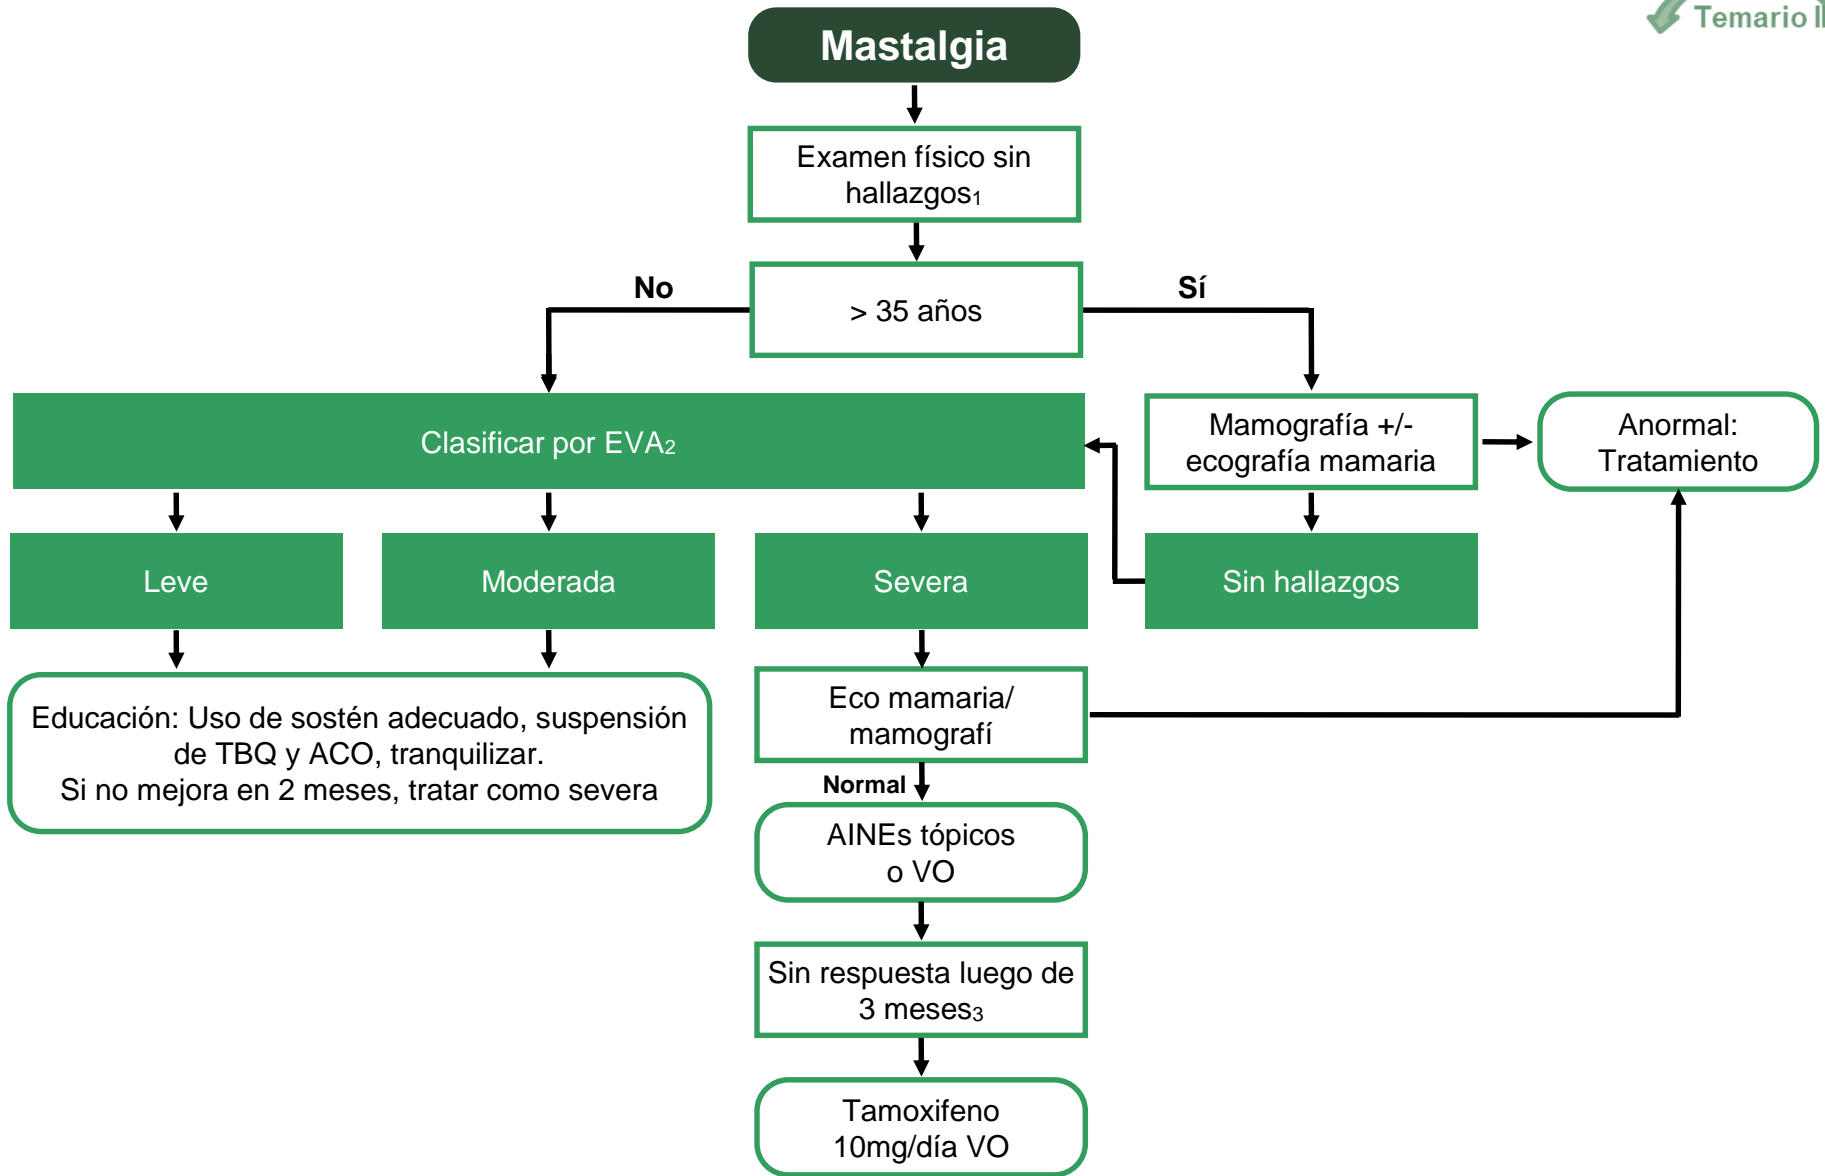 Temario
Mastalgia
Examen físico sin
hallazgos1
> 35 años
No
Sí
Clasificar por EVA2
Mamografía +/-
ecografía mamaria
Anormal:
Tratamiento
Leve
Moderada
Severa
Sin hallazgos
Educación: Uso de sostén adecuado, suspensión
de TBQ y ACO, tranquilizar.
Si no mejora en 2 meses, tratar como severa
Eco mamaria/
mamografí
Normal
AINEs tópicos
o VO
Sin respuesta luego de
3 meses3
Tamoxifeno
10mg/día VO